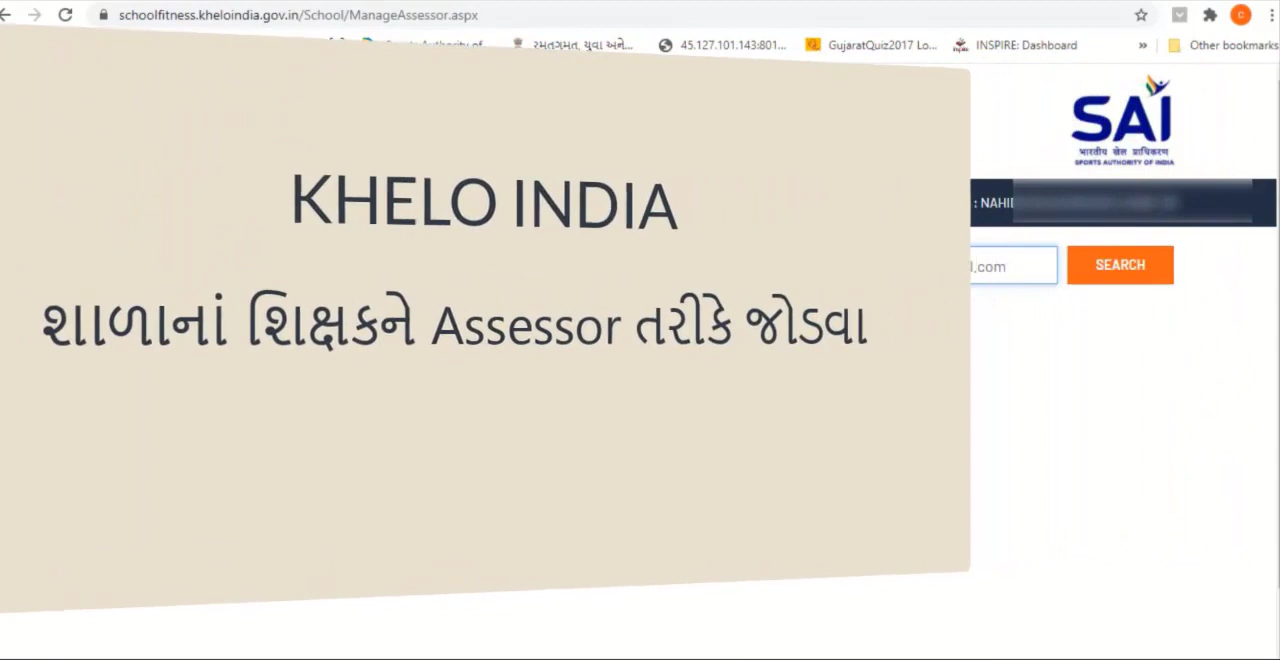 schoolfitness.kheloindia.gov.in/School/ManageAssessor.aspx
રમતગમત, યુવા અને... 45.127.101.143:801... GujaratQuiz2017 Lo... INSPIRE: Dashboard » Other bookmarks
SAI
भारतीय खेल प्राधिकरण
SPORTS AUTHORITY OF INDIA
KHELO INDIA
: NAHI
l.com SEARCH
શાળાનાં શિક્ષકને Assessor તરીકે જોડવા